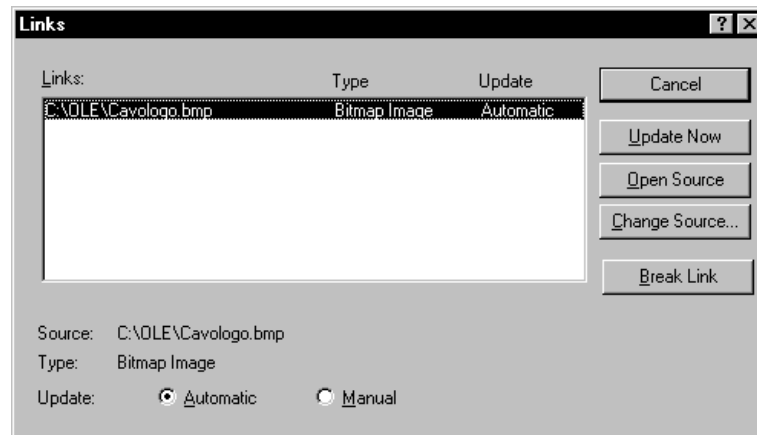 Links
Links: Type Update
C:\OLE\Cavologo.bmp Bitmap Image Automatic
Cancel
Update Now
Open Source
Change Source...
Break Link
Source: C:\OLE\Cavologo.bmp
Type: Bitmap Image
Update: Automatic Manual